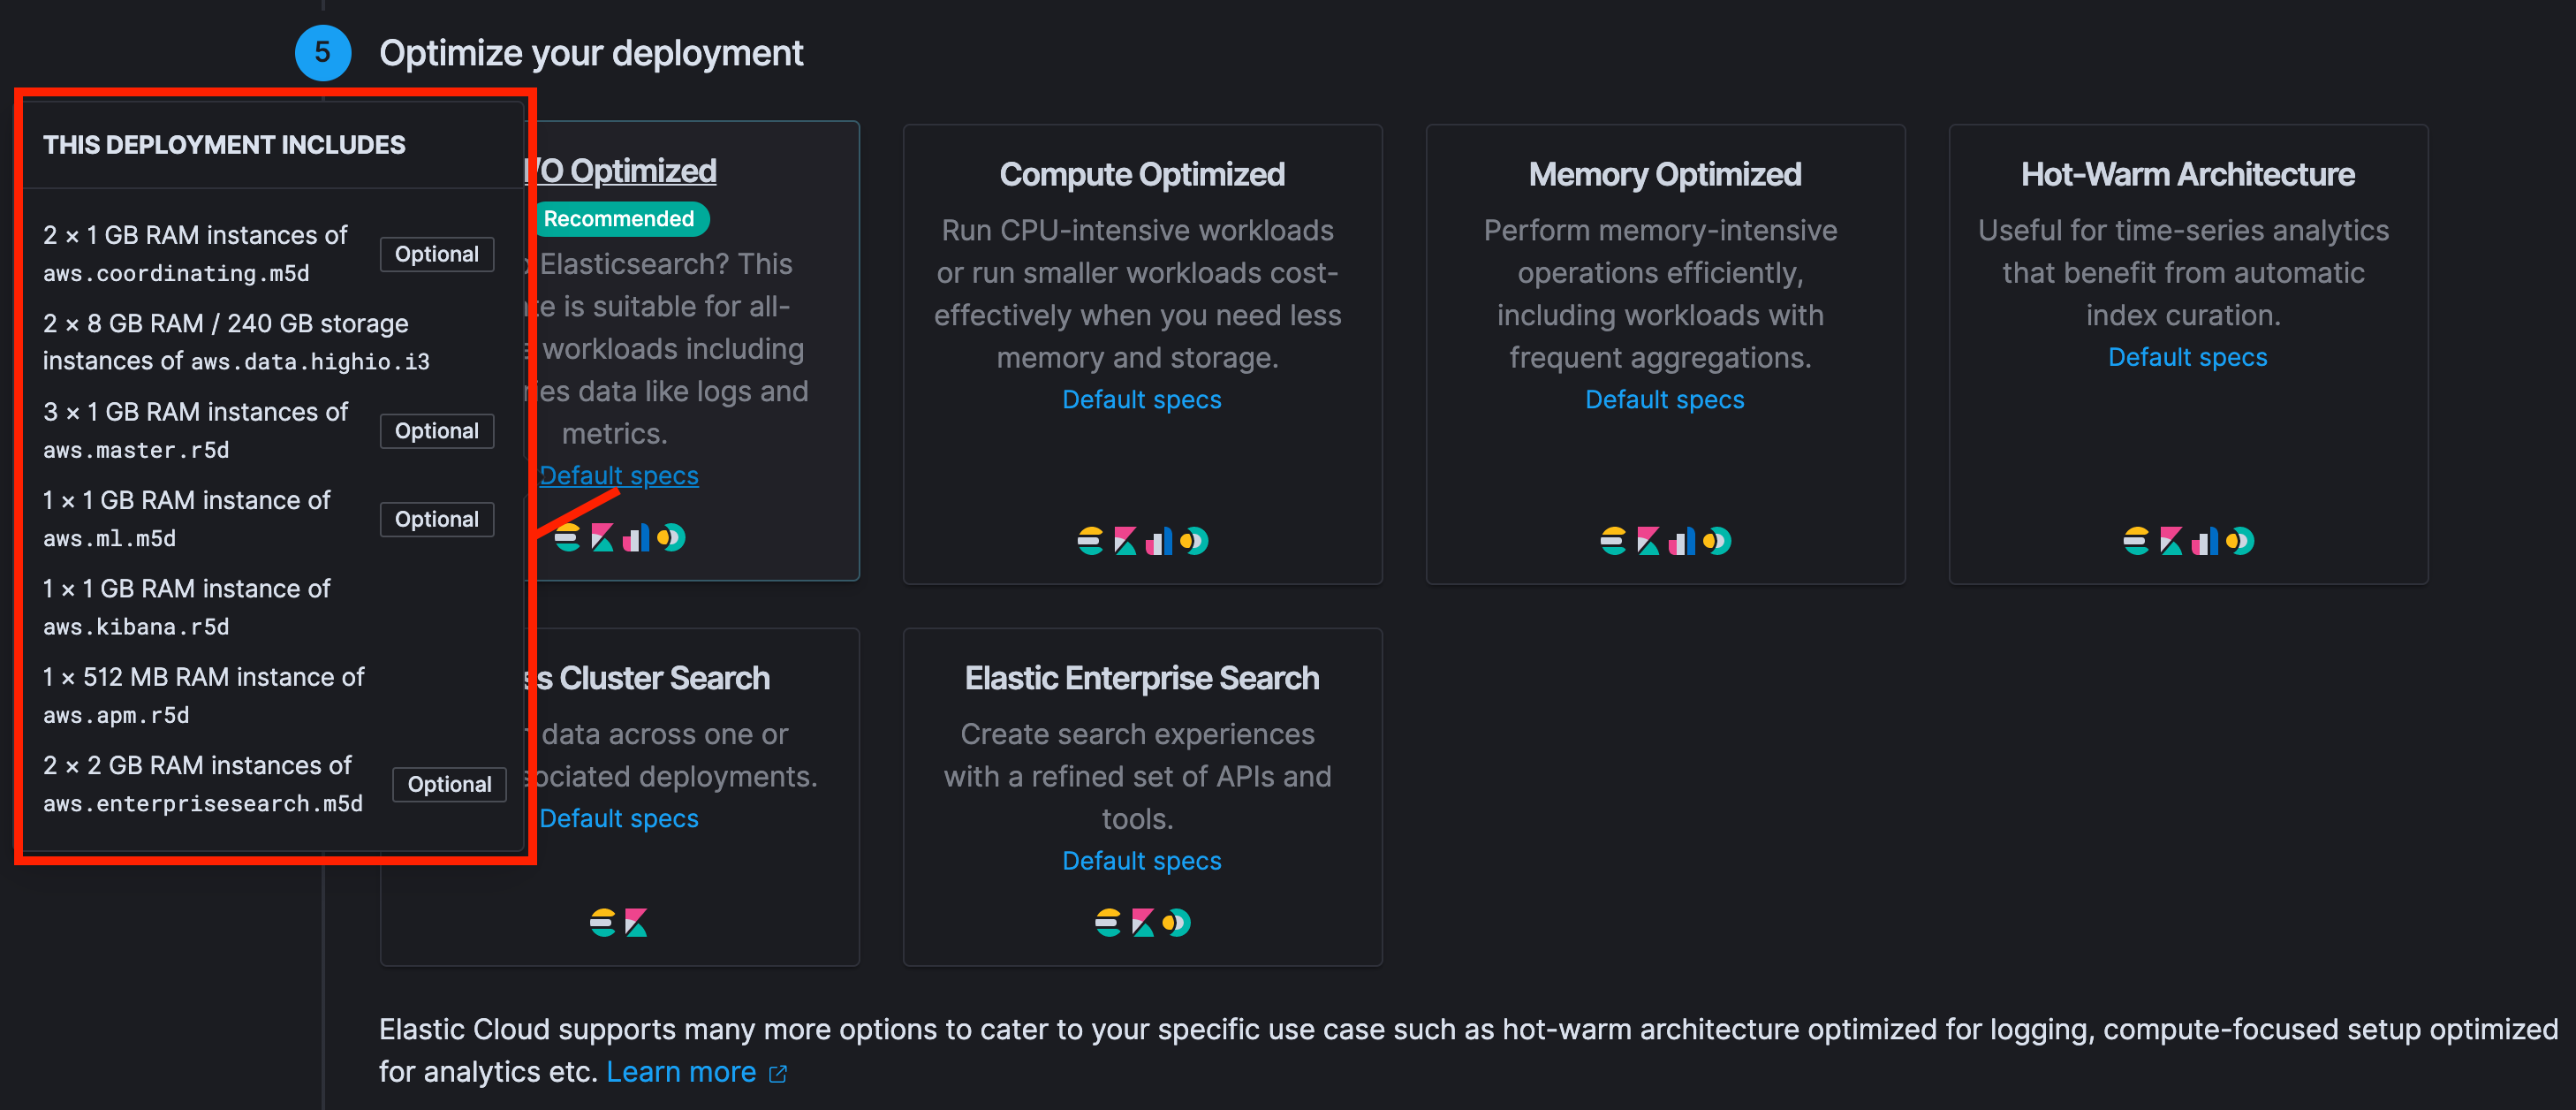 5
Optimize your deployment
THIS DEPLOYMENT INCLUDES
2 × 1 GB RAM instances of
aws.coordinating.m5d
Optional
2 × 8 GB RAM / 240 GB storage
instances of aws.data.highio.i3
3 × 1 GB RAM instances of
aws.master.r5d
Optional
1 × 1 GB RAM instance of
aws.ml.m5d
Optional
1 × 1 GB RAM instance of
aws.kibana.r5d
1 × 512 MB RAM instance of
aws.apm.r5d
2 × 2 GB RAM instances of
aws.enterprisesearch.m5d
Optional
/O Optimized
Recommended
Elasticsearch? This
is suitable for all-
workloads including
data like logs and
metrics.
Default specs
Compute Optimized
Run CPU-intensive workloads
or run smaller workloads cost-
effectively when you need less
memory and storage.
Default specs
Memory Optimized
Perform memory-intensive
operations efficiently,
including workloads with
frequent aggregations.
Default specs
Hot-Warm Architecture
Useful for time-series analytics
that benefit from automatic
index curation.
Default specs
Cluster Search
data across one or
deployments.
Default specs
Elastic Enterprise Search
Create search experiences
with a refined set of APIs and
tools.
Default specs
Elastic Cloud supports many more options to cater to your specific use case such as hot-warm architecture optimized for logging, compute-focused setup optimized
for analytics etc. Learn more